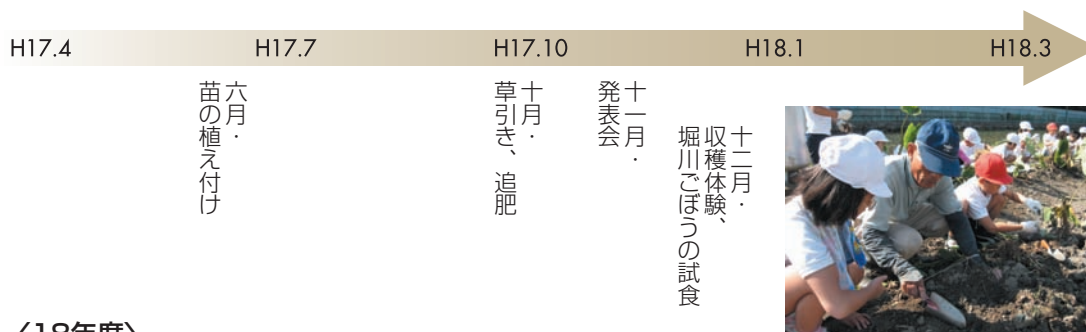 H17.4
H17.7
H17.10
H18.1
H18.3
六月・
苗の植え付け
十月・
草引き、追肥
十一月・
発表会
十二月・
収穫体験、
堀川ごぼうの試食
〈18年度〉